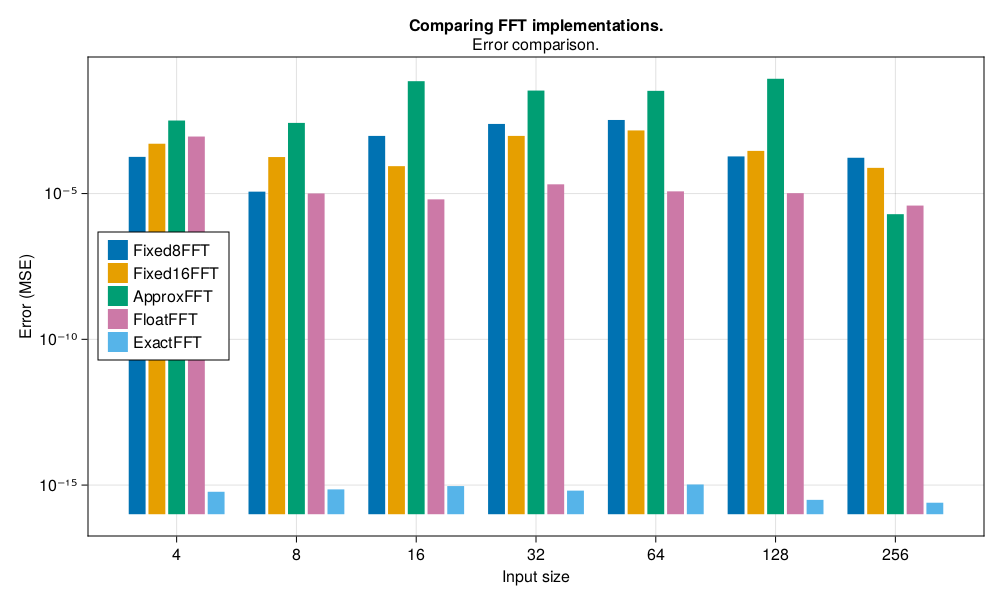 Comparing FFT implementations.
Error comparison.
Error (MSE)
10⁻⁵
10⁻¹⁰
10⁻¹⁵
Fixed8FFT
Fixed16FFT
ApproxFFT
FloatFFT
ExactFFT
4 8 16 32 64 128 256
Input size